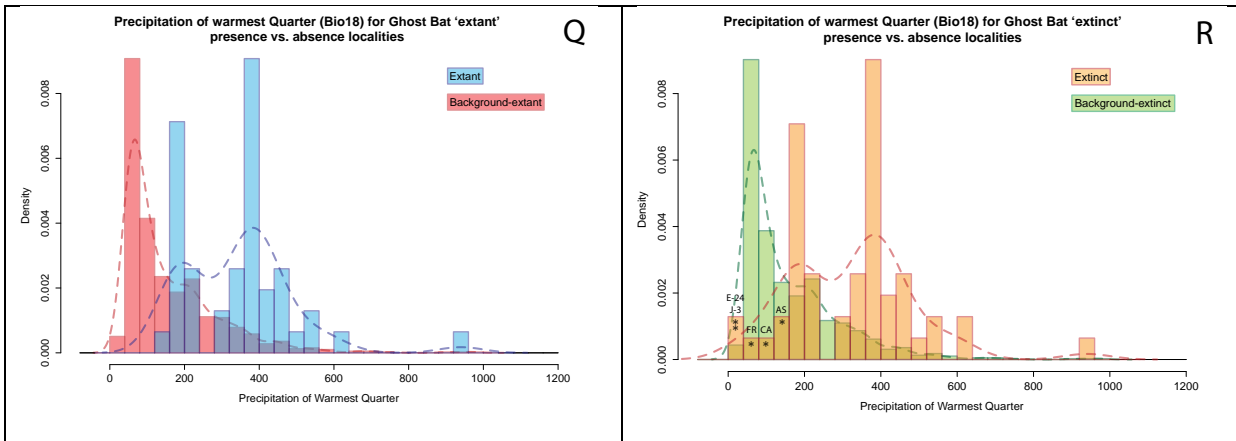 Precipitation of warmest Quarter (Bio18) for Ghost Bat ‘extant’
presence vs. absence localities
Q
Extant
Background-extant
0.008
0.006
0.004
0.002
0.000
Density
0 200 400 600 800 1000 1200
Precipitation of Warmest Quarter
Precipitation of warmest Quarter (Bio18) for Ghost Bat ‘extinct’
presence vs. absence localities
R
Extinct
Background-extinct
0.008
0.006
0.004
0.002
0.000
Density
E-24
J-3 AS
* *
* FR CA
* *
0 200 400 600 800 1000 1200
Precipitation of Warmest Quarter